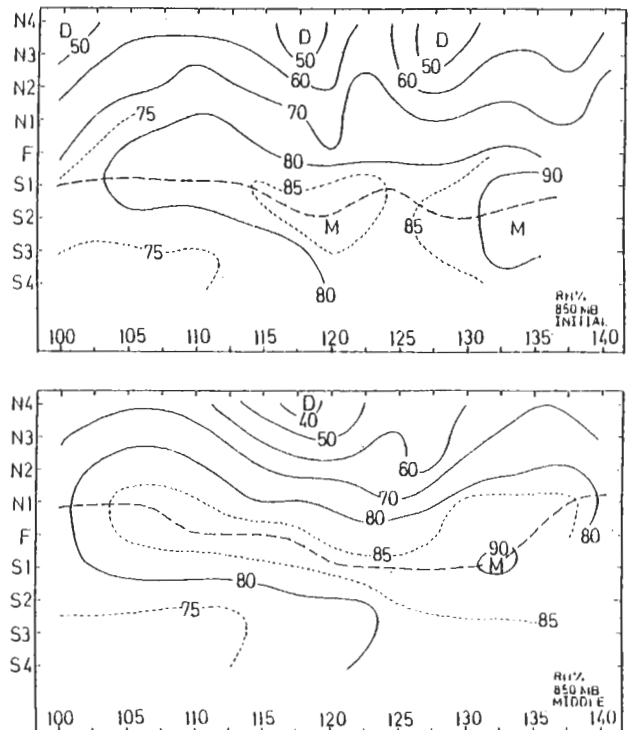 N4 D D D
50 50 50
N3
60 60
N2
75 70
N1
F 80
S1 85 90
S2 M 85 M
S3 75
S4 80
RH%
850 MB
INITIAL
100 105 110 115 120 125 130 135 140
N4 D
40
N3 50
60
N2
70
N1 80
F 85 90 80
S1 M
80
S2 75 85
S3
S4
RH%
850 MB
MIDDLE
100 105 110 115 120 125 130 135 140